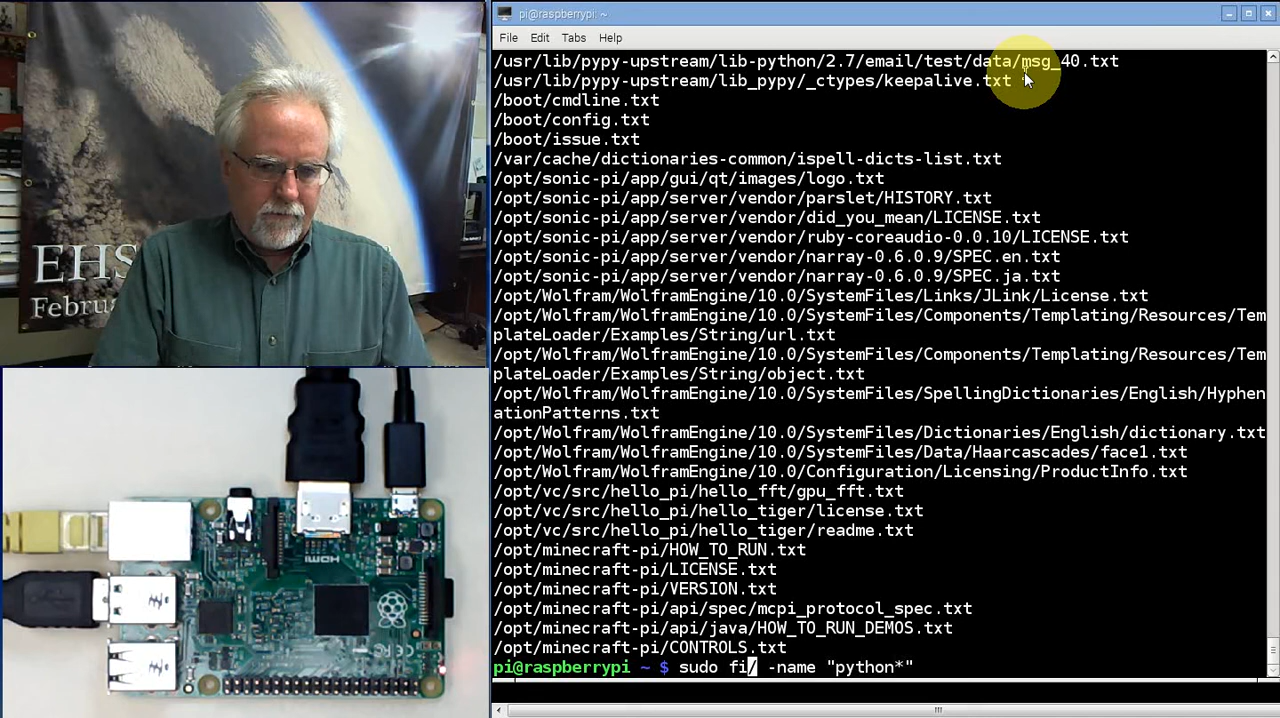 EHS
Februa
pi@raspberrypi: ~
File Edit Tabs Help
/usr/lib/pypy-upstream/lib-python/2.7/email/test/data/msg_40.txt
/usr/lib/pypy-upstream/lib_pypy/_ctypes/keepalive.txt
/boot/cmdline.txt
/boot/config.txt
/boot/issue.txt
/var/cache/dictionaries-common/ispell-dicts-list.txt
/opt/sonic-pi/app/gui/qt/images/logo.txt
/opt/sonic-pi/app/server/vendor/parslet/HISTORY.txt
/opt/sonic-pi/app/server/vendor/did_you_mean/LICENSE.txt
/opt/sonic-pi/app/server/vendor/ruby-coreaudio-0.0.10/LICENSE.txt
/opt/sonic-pi/app/server/vendor/narray-0.6.0.9/SPEC.en.txt
/opt/sonic-pi/app/server/vendor/narray-0.6.0.9/SPEC.ja.txt
/opt/Wolfram/WolframEngine/10.0/SystemFiles/Links/JLink/License.txt
/opt/Wolfram/WolframEngine/10.0/SystemFiles/Components/Templating/Resources/Tem
plateLoader/Examples/String/url.txt
/opt/Wolfram/WolframEngine/10.0/SystemFiles/Components/Templating/Resources/Tem
plateLoader/Examples/String/object.txt
/opt/Wolfram/WolframEngine/10.0/SystemFiles/SpellingDictionaries/English/Hyphen
ationPatterns.txt
/opt/Wolfram/WolframEngine/10.0/SystemFiles/Dictionaries/English/dictionary.txt
/opt/Wolfram/WolframEngine/10.0/SystemFiles/Data/Haarcascades/face1.txt
/opt/Wolfram/WolframEngine/10.0/Configuration/Licensing/ProductInfo.txt
/opt/vc/src/hello_pi/hello_fft/gpu_fft.txt
/opt/vc/src/hello_pi/hello_tiger/license.txt
/opt/vc/src/hello_pi/hello_tiger/readme.txt
/opt/minecraft-pi/HOW_TO_RUN.txt
/opt/minecraft-pi/LICENSE.txt
/opt/minecraft-pi/VERSION.txt
/opt/minecraft-pi/api/spec/mcpi_protocol_spec.txt
/opt/minecraft-pi/api/java/HOW_TO_RUN_DEMOS.txt
/opt/minecraft-pi/CONTROLS.txt
pi@raspberrypi ~ $ sudo fi/ -name "python*"
HDMI